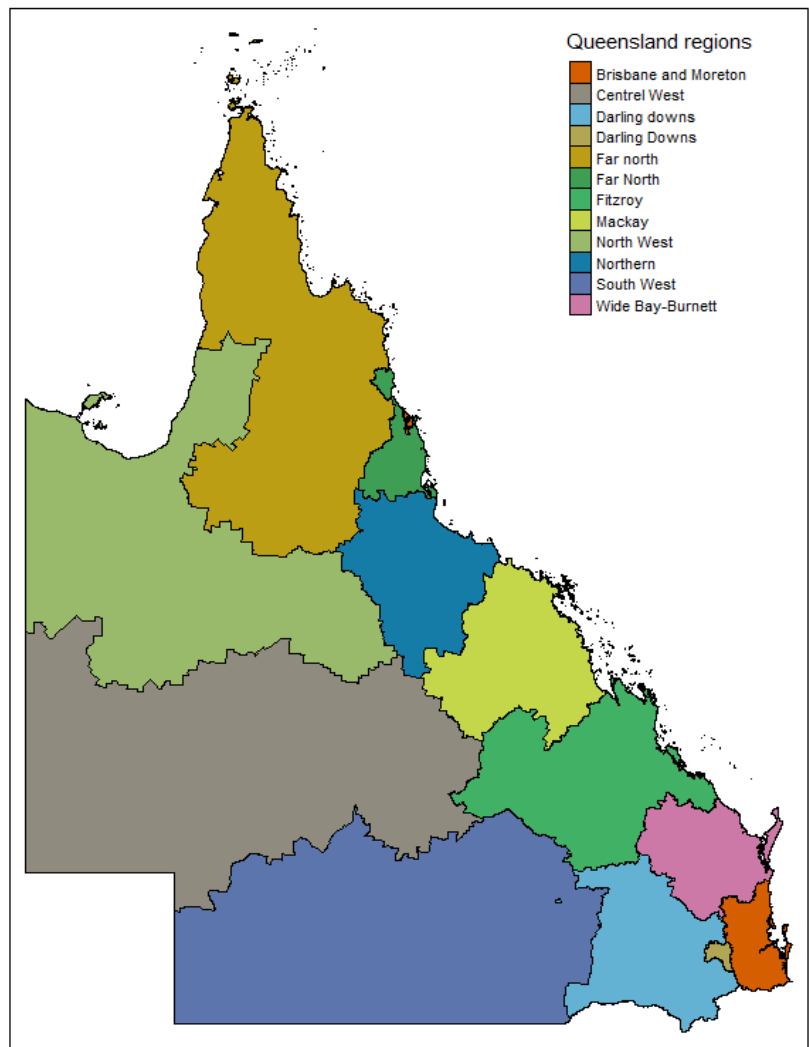 Queensland regions
Brisbane and Moreton
Centrel West
Darling downs
Darling Downs
Far north
Far North
Fitzroy
Mackay
North West
Northern
South West
Wide Bay-Burnett